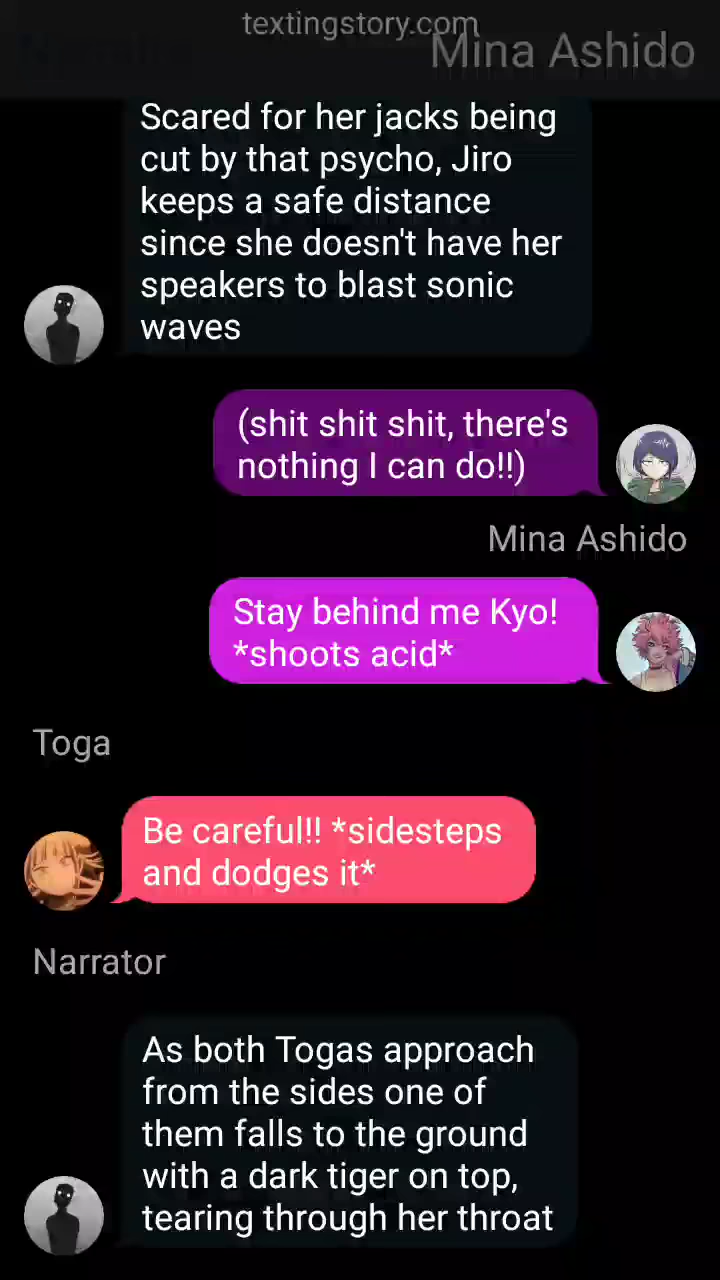 textingstory.com
Mina Ashido
Scared for her jacks being
cut by that psycho, Jiro
keeps a safe distance
since she doesn't have her
speakers to blast sonic
waves
(shit shit shit, there's
nothing I can do!!)
Mina Ashido
Stay behind me Kyo!
*shoots acid*
Toga
Be careful!! *sidesteps
and dodges it*
Narrator
As both Togas approach
from the sides one of
them falls to the ground
with a dark tiger on top,
tearing through her throat